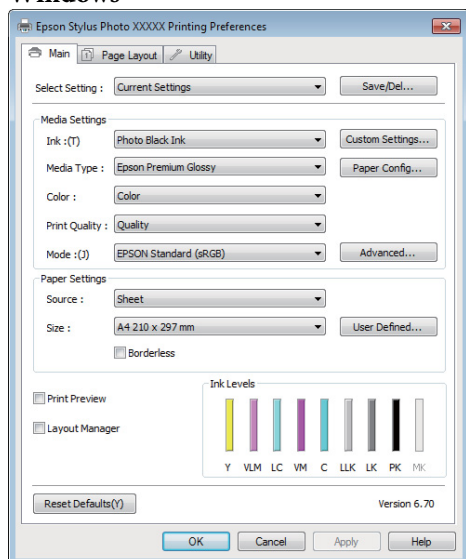 Windows
Epson Stylus Photo XXXXX Printing Preferences
Main Page Layout Utility
Select Setting : Current Settings Save/Del...
Media Settings
Ink :(T) Photo Black Ink Custom Settings...
Media Type : Epson Premium Glossy Paper Config...
Color : Color
Print Quality : Quality
Mode :(J) EPSON Standard (sRGB) Advanced...
Paper Settings
Source : Sheet
Size : A4 210 x 297 mm User Defined...
Borderless
Print Preview
Layout Manager
Ink Levels
Y VLM LC VM C LLK LK PK MK
Reset Defaults(Y) Version 6.70
OK Cancel Apply Help